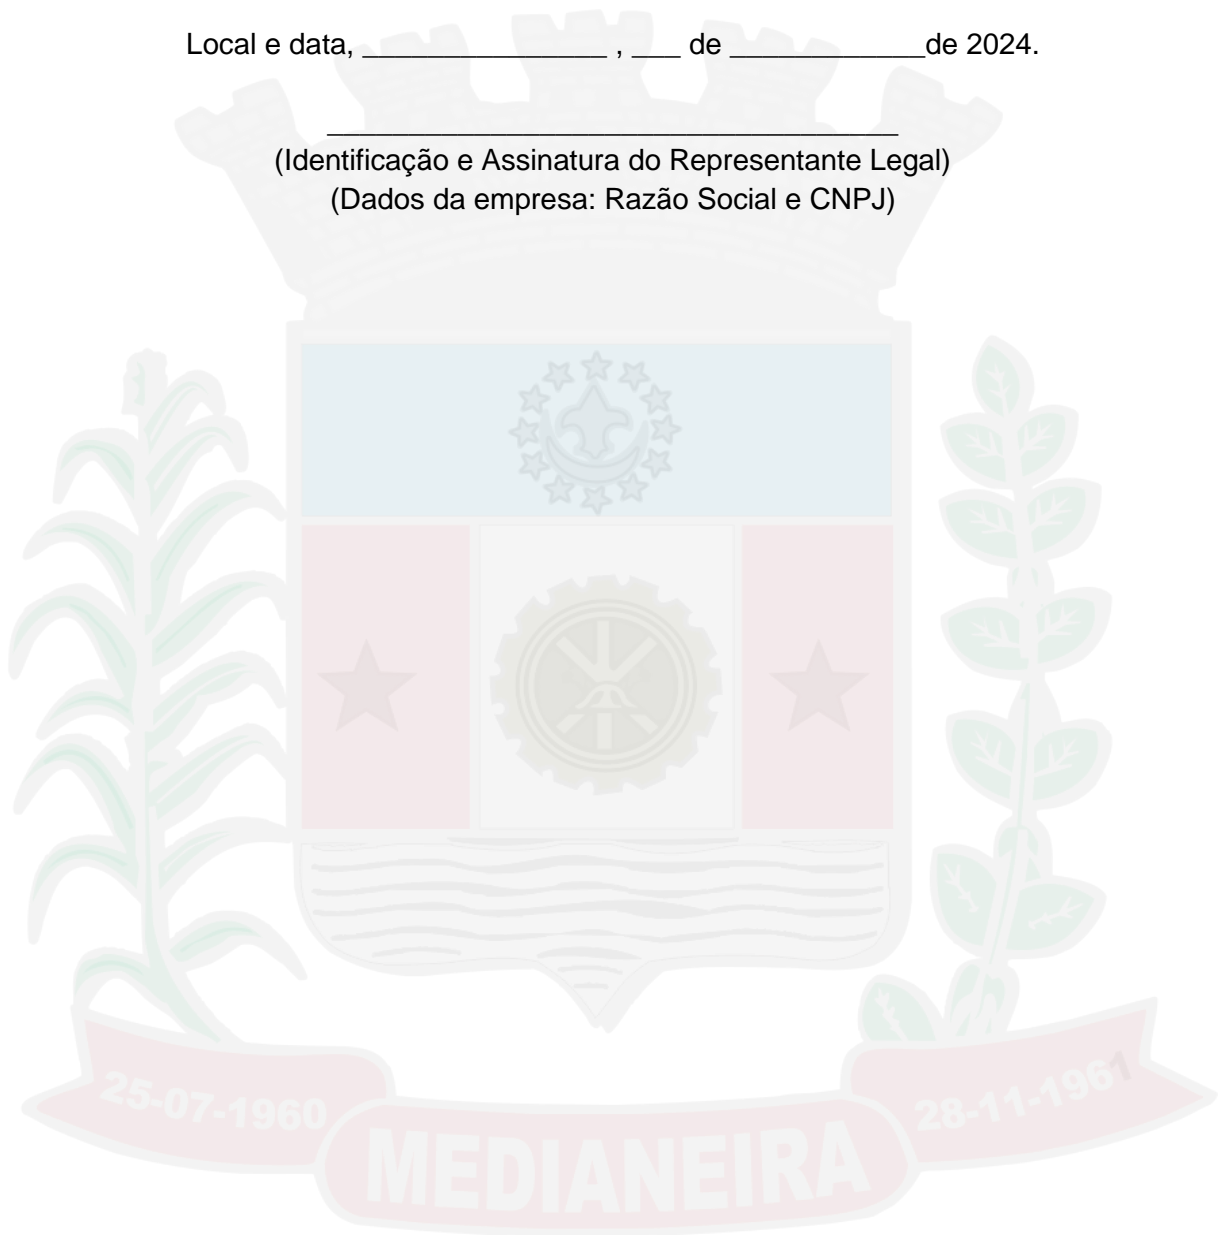 Local e data, _______________ , ___ de ____________de 2024.
___________________________________
(Identificação e Assinatura do Representante Legal)
(Dados da empresa: Razão Social e CNPJ)
25-07-1960
28-11-1961
MEDIANEIRA